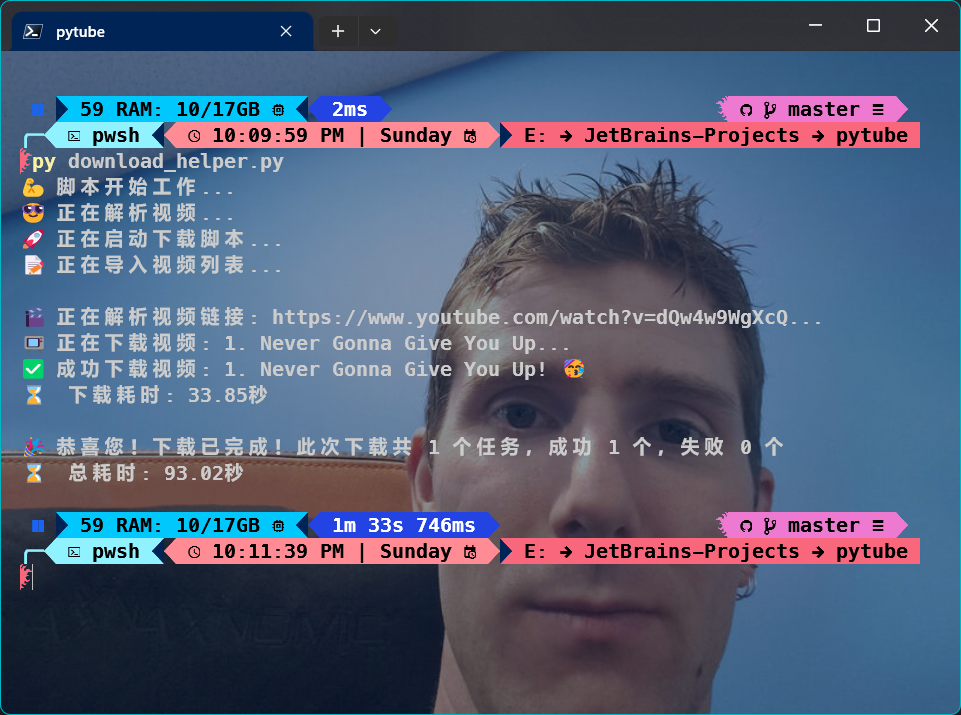 pytube
59 RAM: 10/17GB 2ms master
pwsh 10:09:59 PM | Sunday E: → JetBrains-Projects → pytube
py download_helper.py
脚本开始工作...
正在解析视频...
正在启动下载脚本...
正在导入视频列表...
正在解析视频链接: https://www.youtube.com/watch?v=dQw4w9WgXcQ...
正在下载视频: 1. Never Gonna Give You Up...
成功下载视频: 1. Never Gonna Give You Up!
下载耗时: 33.85秒
恭喜您! 下载已完成! 此次下载共 1 个任务, 成功 1 个, 失败 0 个
总耗时: 93.02秒
59 RAM: 10/17GB 1m 33s 746ms master
pwsh 10:11:39 PM | Sunday E: → JetBrains-Projects → pytube